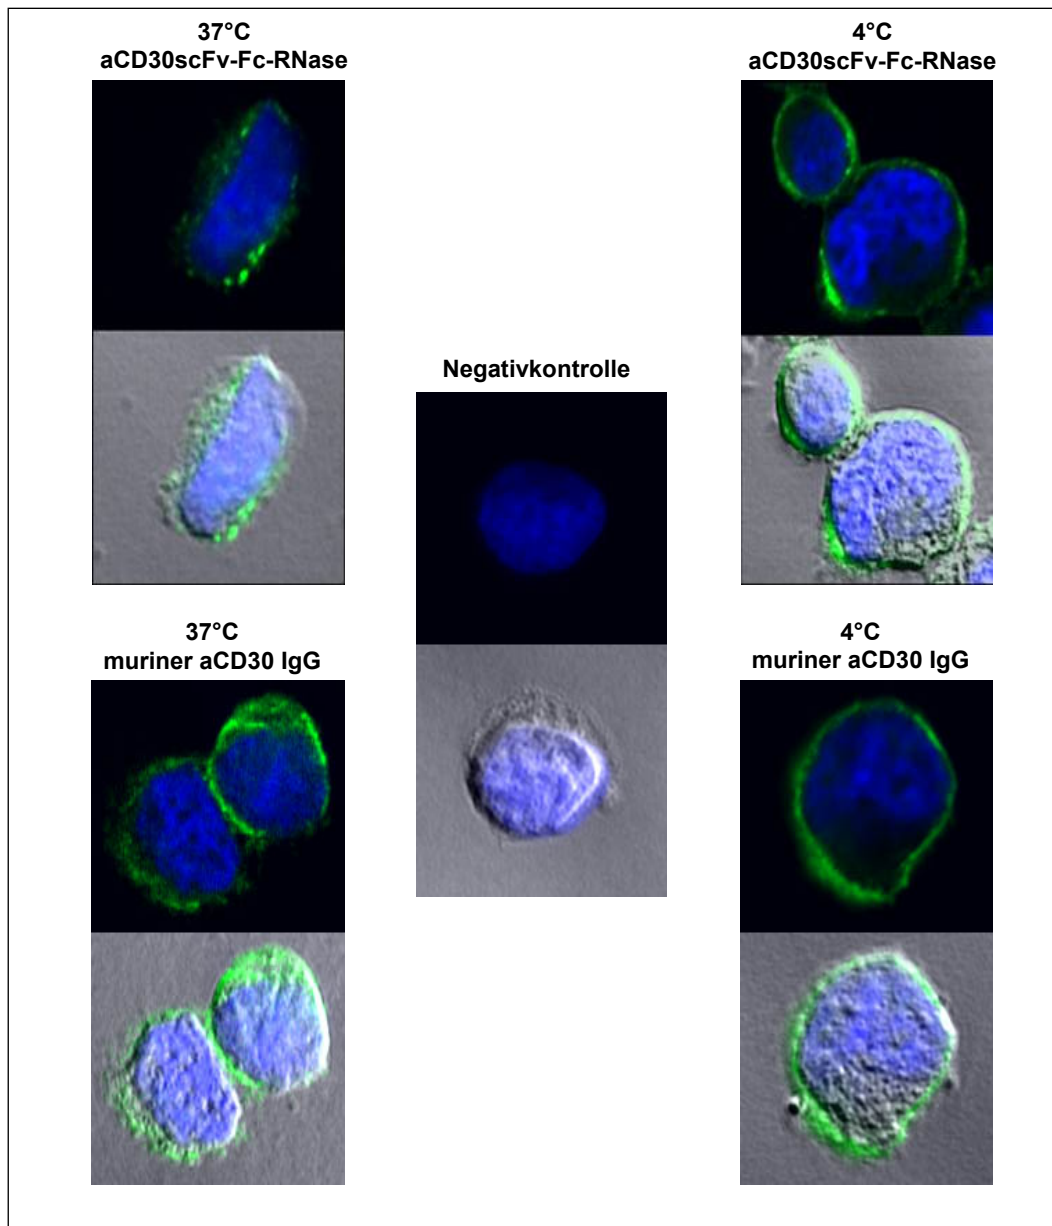 37°C
aCD30scFv-Fc-RNase
4°C
aCD30scFv-Fc-RNase
Negativkontrolle
37°C
muriner aCD30 IgG
4°C
muriner aCD30 IgG